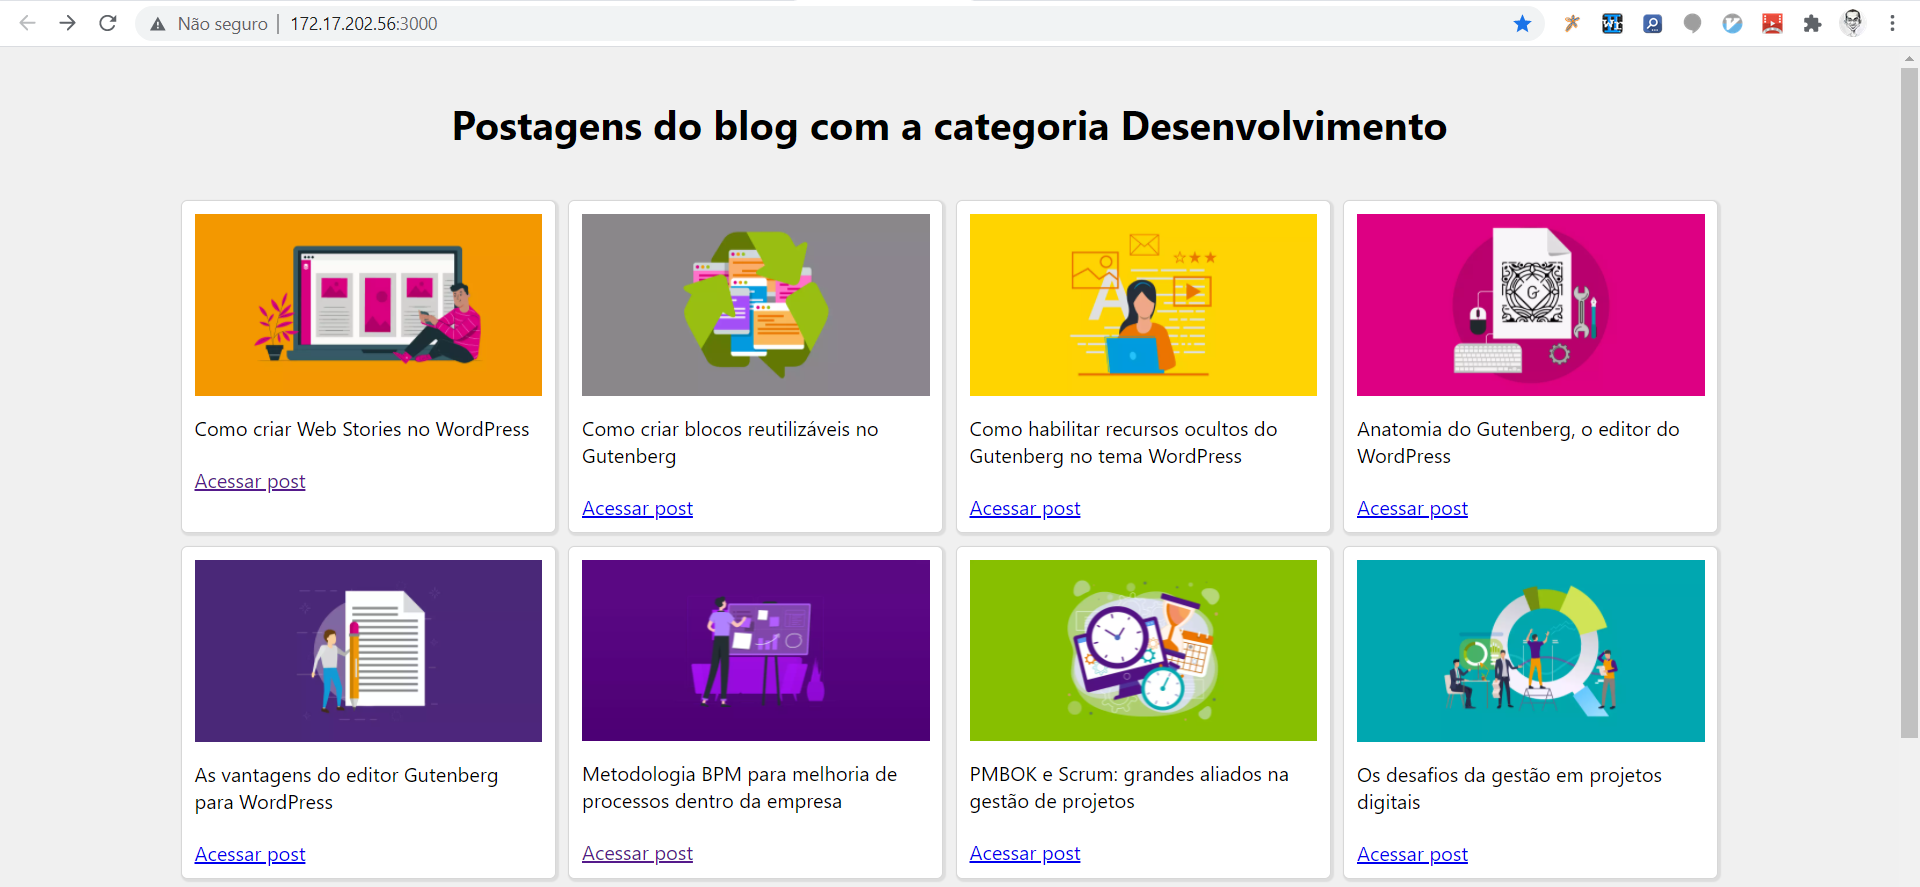 Não seguro | 172.17.202.56:3000
Postagens do blog com a categoria Desenvolvimento
Como criar Web Stories no WordPress
Acessar post
Como criar blocos reutilizáveis no
Gutenberg
Acessar post
Como habilitar recursos ocultos do
Gutenberg no tema WordPress
Acessar post
Anatomia do Gutenberg, o editor do
WordPress
Acessar post
As vantagens do editor Gutenberg
para WordPress
Acessar post
Metodologia BPM para melhoria de
processos dentro da empresa
Acessar post
PMBOK e Scrum: grandes aliados na
gestão de projetos
Acessar post
Os desafios da gestão em projetos
digitais
Acessar post